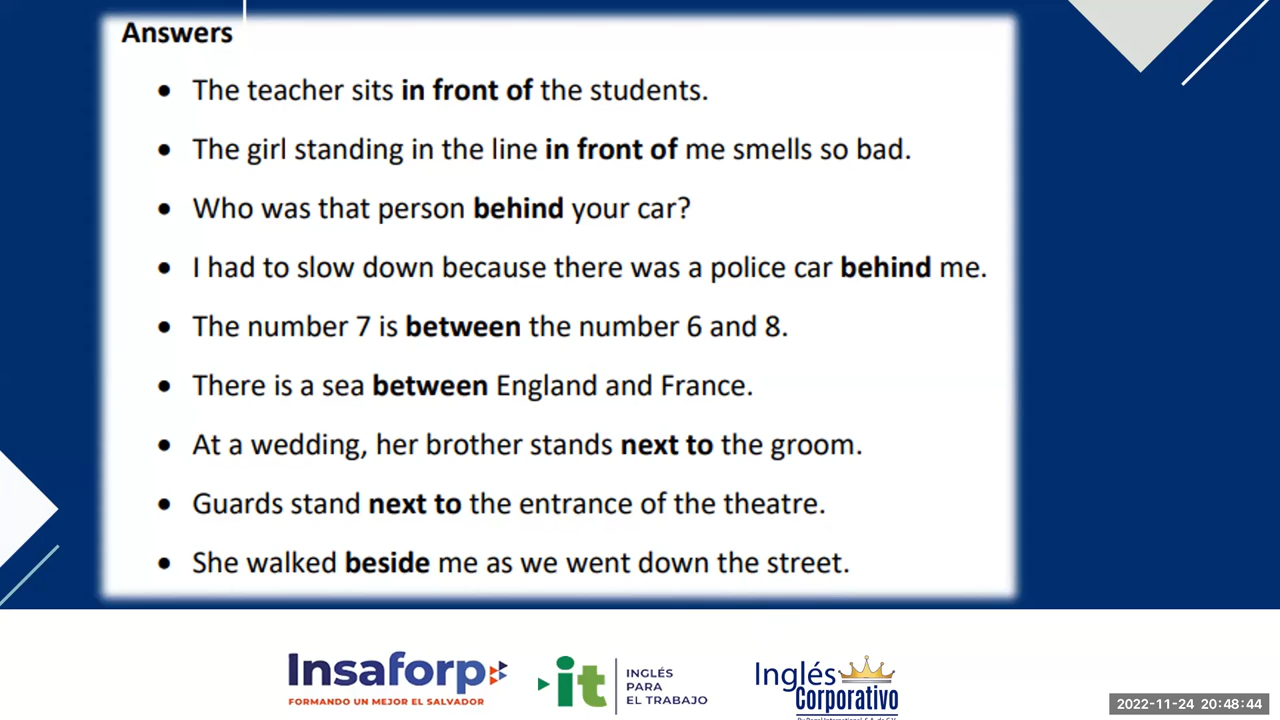 Answers
• The teacher sits in front of the students.
• The girl standing in the line in front of me smells so bad.
• Who was that person behind your car?
• I had to slow down because there was a police car behind me.
• The number 7 is between the number 6 and 8.
• There is a sea between England and France.
• At a wedding, her brother stands next to the groom.
• Guards stand next to the entrance of the theatre.
• She walked beside me as we went down the street.
Insaforp
FORMANDO UN MEJOR EL SALVADOR
it
INGLÉS
PARA
EL TRABAJO
Inglés
Corporativo
2022-11-24 20:48:44